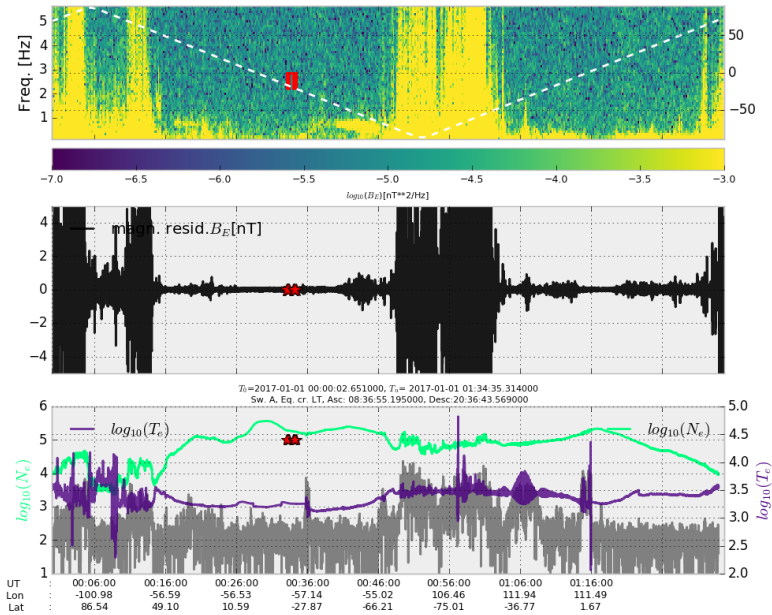 Freq. [Hz]
5
4
3
2
1
50
0
−50
−7.0 −6.5 −6.0 −5.5 −5.0 −4.5 −4.0 −3.5 −3.0
log₁₀(B_E)[nT**2/Hz]
4
2
0
−2
−4
magn. resid.B_E[nT]
T₀=2017-01-01 00:00:02.651000, Tₙ= 2017-01-01 01:34:35.314000
Sw. A, Eq. cr. LT, Asc: 08:36:55.195000, Desc:20:36:43.569000
log₁₀(N_e)
6
5
4
3
2
1
log₁₀(T_e)
log₁₀(N_e)
5.0
4.5
4.0
3.5
3.0
2.5
2.0
log₁₀(T_e)
UT : 00:06:00 00:16:00 00:26:00 00:36:00 00:46:00 00:56:00 01:06:00 01:16:00
Lon : -100.98 -56.59 -56.53 -57.14 -55.02 106.46 111.94 111.49
Lat : 86.54 49.10 10.59 -27.87 -66.21 -75.01 -36.77 1.67